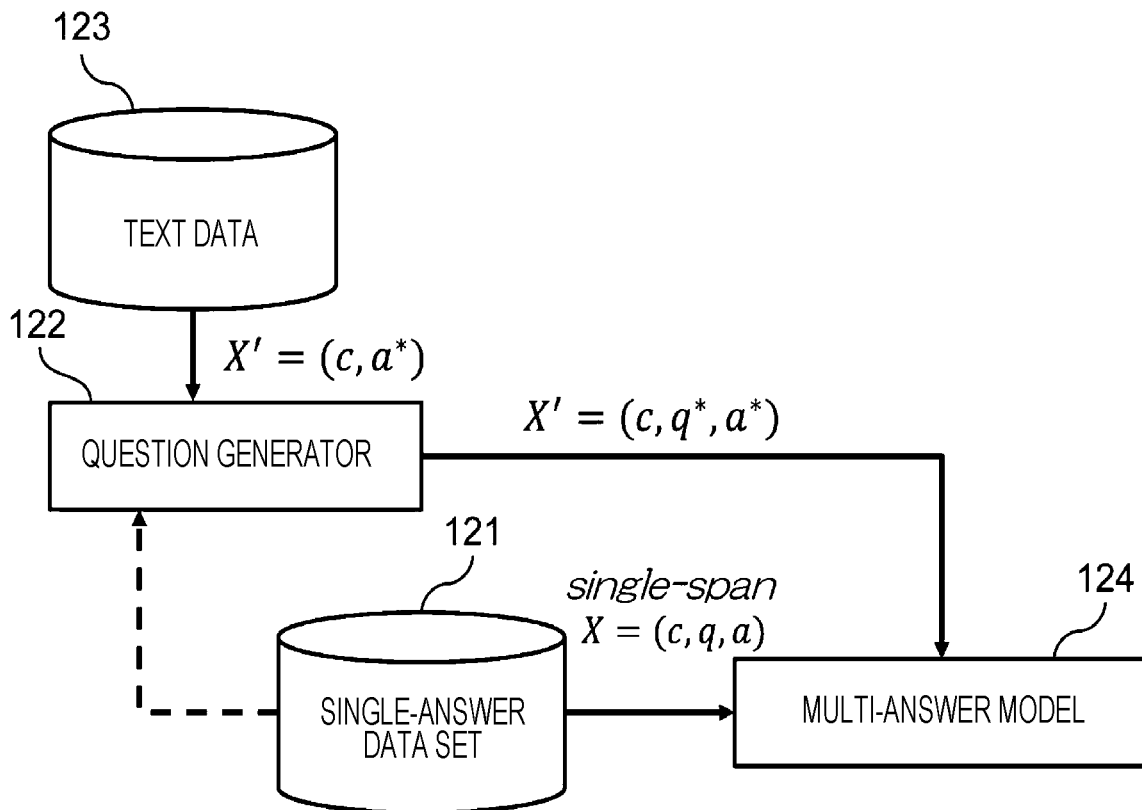 123
TEXT DATA
122
X' = (c, a*)
QUESTION GENERATOR
X' = (c, q*, a*)
121
single-span
X = (c, q, a)
124
SINGLE-ANSWER
DATA SET
MULTI-ANSWER MODEL